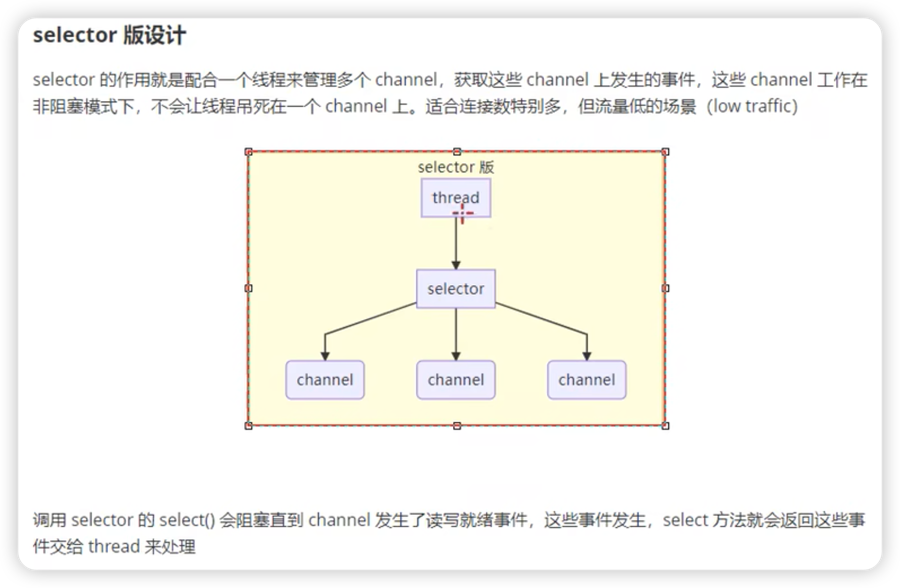 selector 版设计
selector 的作用就是配合一个线程来管理多个 channel，获取这些 channel 上发生的事件，这些 channel 工作在
非阻塞模式下，不会让线程吊死在一个 channel 上。适合连接数特别多，但流量低的场景（low traffic）
selector 版
thread
selector
channel
channel
channel
调用 selector 的 select() 会阻塞直到 channel 发生了读写就绪事件，这些事件发生，select 方法就会返回这些事
件交给 thread 来处理